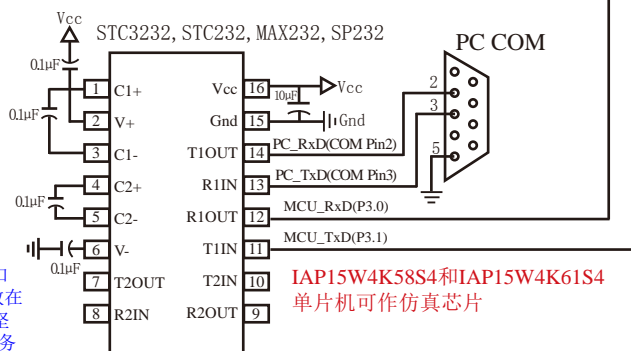 Vcc
STC3232, STC232, MAX232, SP232
PC COM
0.1μF
0.1μF
1 C1+ Vcc 16 Vcc
10μF
2 V+ Gnd 15 Gnd
3 C1- T1OUT 14 PC_RxD(COM Pin2)
4 C2+ R1IN 13 PC_TxD(COM Pin3)
0.1μF
5 C2- R1OUT 12 MCU_RxD(P3.0)
6 V- T1IN 11 MCU_TxD(P3.1)
0.1μF
7 T2OUT T2IN 10
8 R2IN R2OUT 9
2
3
5
IAP15W4K58S4和IAP15W4K61S4
单片机可作仿真芯片
在
务